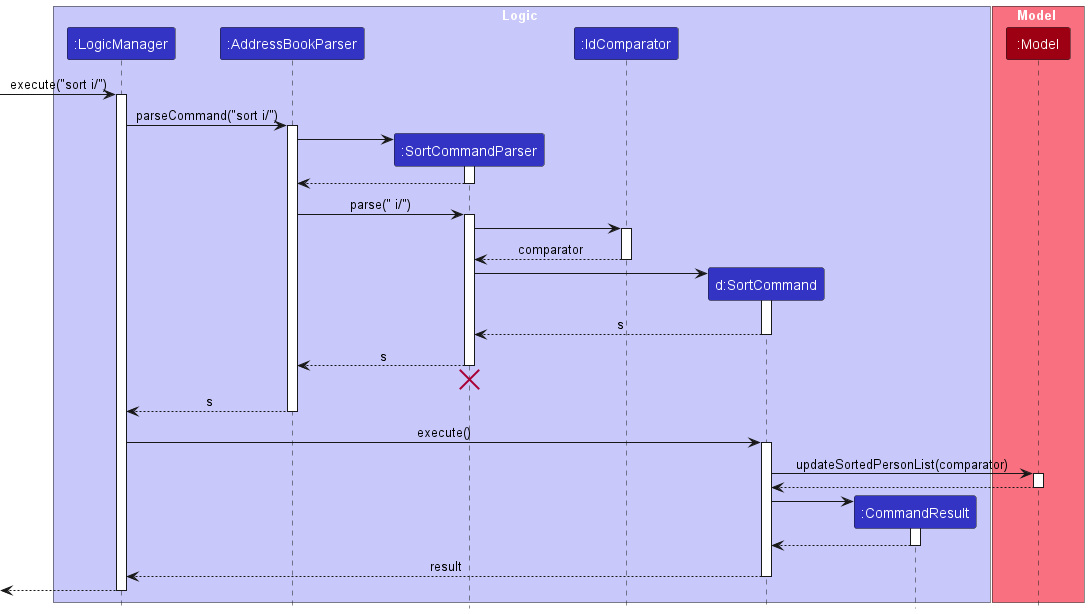 Logic
Model
:LogicManager
:AddressBookParser
:IdComparator
:Model
execute("sort i/")
parseCommand("sort i/")
:SortCommandParser
parse(" i/")
comparator
d:SortCommand
s
s
s
execute()
updateSortedPersonList(comparator)
:CommandResult
result